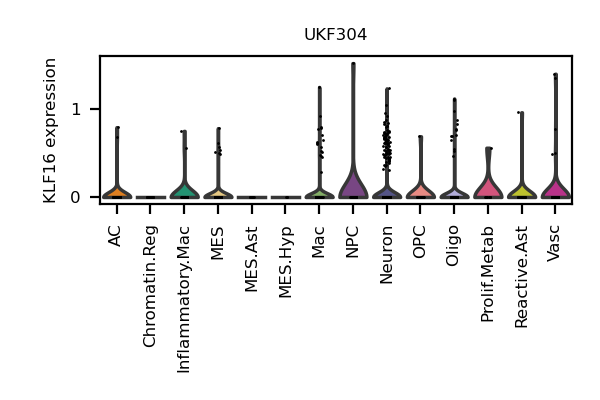 UKF304
KLF16 expression
1
0
AC
Chromatin.Reg
Inflammatory.Mac
MES
MES.Ast
MES.Hyp
Mac
NPC
Neuron
OPC
Oligo
Prolif.Metab
Reactive.Ast
Vasc